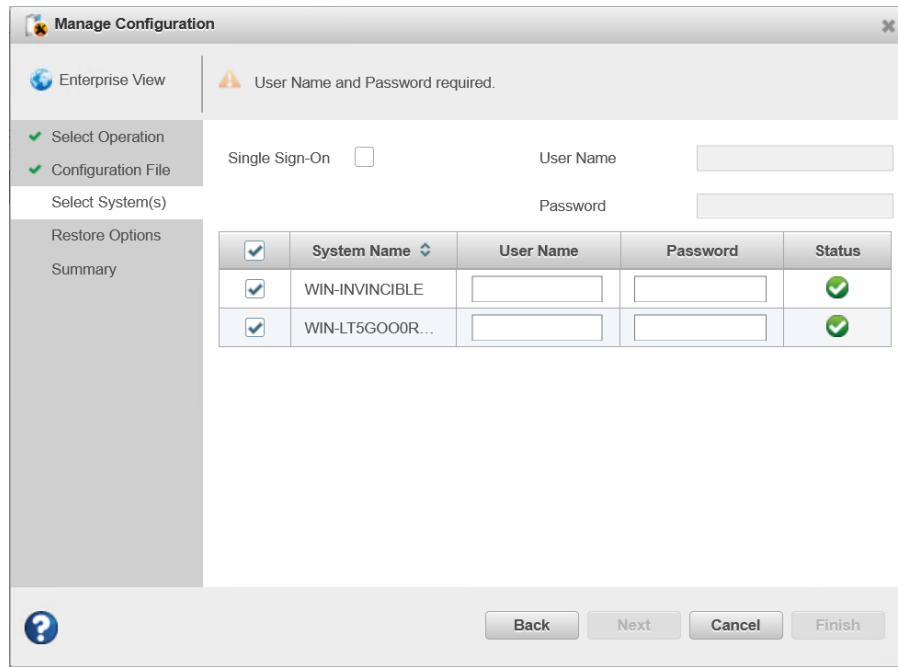 Manage Configuration
Enterprise View
User Name and Password required.
Select Operation
Configuration File
Select System(s)
Restore Options
Summary
Single Sign-On
User Name
Password
System Name User Name Password Status
WIN-INVINCIBLE
WIN-LT5GOO0R...
Back Next Cancel Finish